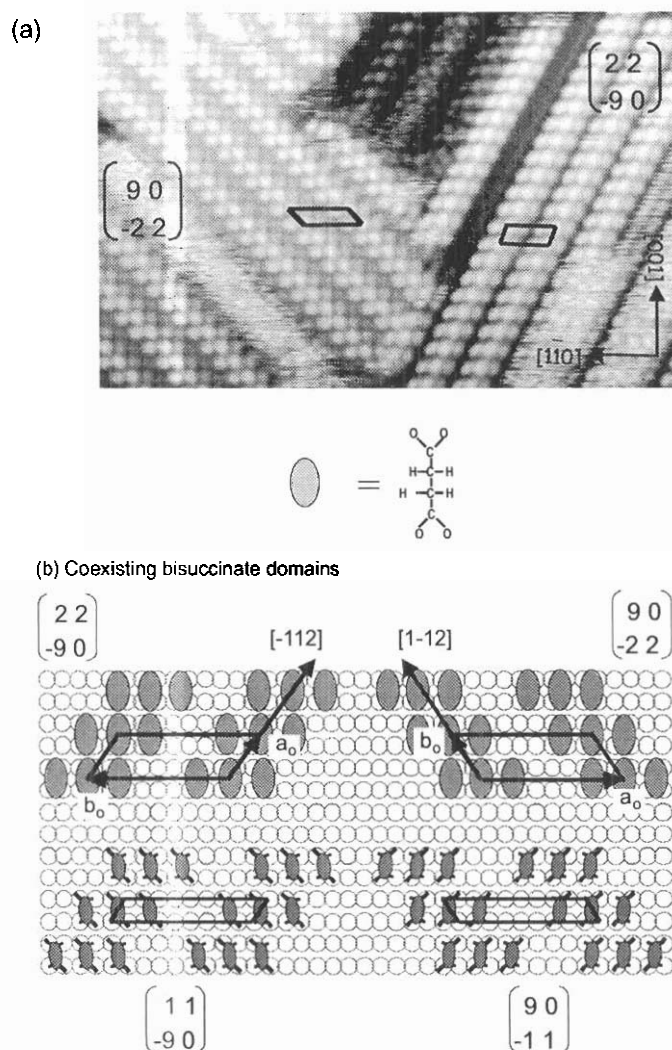 (a)
2 2
-9 0
9 0
-2 2
[001]
[110]
O O
C
H C H
H C H
C
O O
=
(b) Coexisting bisuccinate domains
2 2
-9 0
[-112]
[1-12]
9 0
-2 2
a₀
b₀
b₀
a₀
1 1
-9 0
9 0
-1 1